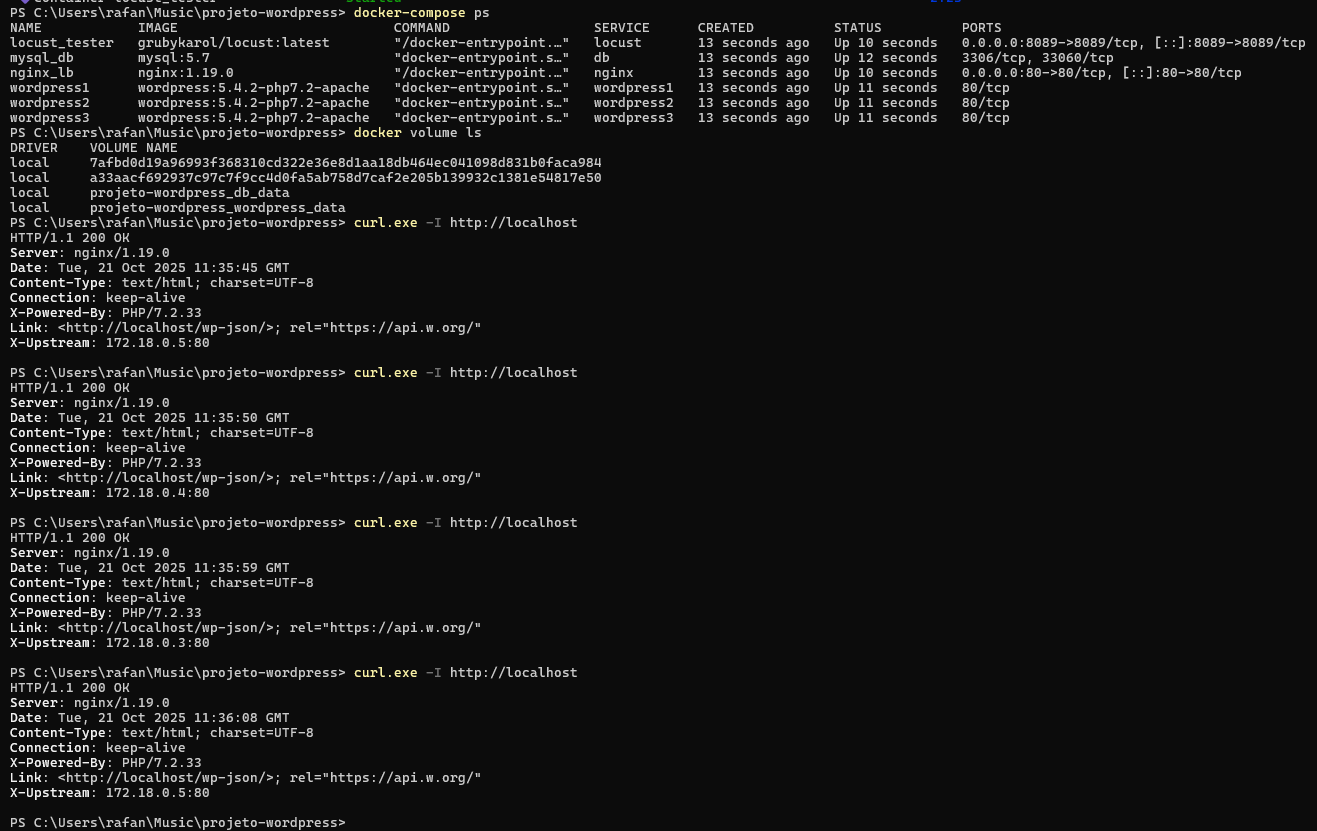 Container locust_tester Started
PS C:\Users\rafan\Music\projeto-wordpress> docker-compose ps
NAME IMAGE COMMAND SERVICE CREATED STATUS PORTS
locust_tester grubykarol/locust:latest "/docker-entrypoint.…" locust 13 seconds ago Up 10 seconds 0.0.0.0:8089->8089/tcp, [::]:8089->8089/tcp
mysql_db mysql:5.7 "docker-entrypoint.s…" db 13 seconds ago Up 12 seconds 3306/tcp, 33060/tcp
nginx_lb nginx:1.19.0 "/docker-entrypoint.…" nginx 13 seconds ago Up 10 seconds 0.0.0.0:80->80/tcp, [::]:80->80/tcp
wordpress1 wordpress:5.4.2-php7.2-apache "docker-entrypoint.s…" wordpress1 13 seconds ago Up 11 seconds 80/tcp
wordpress2 wordpress:5.4.2-php7.2-apache "docker-entrypoint.s…" wordpress2 13 seconds ago Up 11 seconds 80/tcp
wordpress3 wordpress:5.4.2-php7.2-apache "docker-entrypoint.s…" wordpress3 13 seconds ago Up 11 seconds 80/tcp
PS C:\Users\rafan\Music\projeto-wordpress> docker volume ls
DRIVER VOLUME NAME
local 7afbd0d19a96993f368310cd322e36e8d1aa18db464ec041098d831b0faca984
local a33aacf692937c97c7f9cc4d0fa5ab758d7caf2e205b139932c1381e54817e50
local projeto-wordpress_db_data
local projeto-wordpress_wordpress_data
PS C:\Users\rafan\Music\projeto-wordpress> curl.exe -I http://localhost
HTTP/1.1 200 OK
Server: nginx/1.19.0
Date: Tue, 21 Oct 2025 11:35:45 GMT
Content-Type: text/html; charset=UTF-8
Connection: keep-alive
X-Powered-By: PHP/7.2.33
Link: <http://localhost/wp-json/>; rel="https://api.w.org/"
X-Upstream: 172.18.0.5:80
PS C:\Users\rafan\Music\projeto-wordpress> curl.exe -I http://localhost
HTTP/1.1 200 OK
Server: nginx/1.19.0
Date: Tue, 21 Oct 2025 11:35:50 GMT
Content-Type: text/html; charset=UTF-8
Connection: keep-alive
X-Powered-By: PHP/7.2.33
Link: <http://localhost/wp-json/>; rel="https://api.w.org/"
X-Upstream: 172.18.0.4:80
PS C:\Users\rafan\Music\projeto-wordpress> curl.exe -I http://localhost
HTTP/1.1 200 OK
Server: nginx/1.19.0
Date: Tue, 21 Oct 2025 11:35:59 GMT
Content-Type: text/html; charset=UTF-8
Connection: keep-alive
X-Powered-By: PHP/7.2.33
Link: <http://localhost/wp-json/>; rel="https://api.w.org/"
X-Upstream: 172.18.0.3:80
PS C:\Users\rafan\Music\projeto-wordpress> curl.exe -I http://localhost
HTTP/1.1 200 OK
Server: nginx/1.19.0
Date: Tue, 21 Oct 2025 11:36:08 GMT
Content-Type: text/html; charset=UTF-8
Connection: keep-alive
X-Powered-By: PHP/7.2.33
Link: <http://localhost/wp-json/>; rel="https://api.w.org/"
X-Upstream: 172.18.0.5:80
PS C:\Users\rafan\Music\projeto-wordpress>